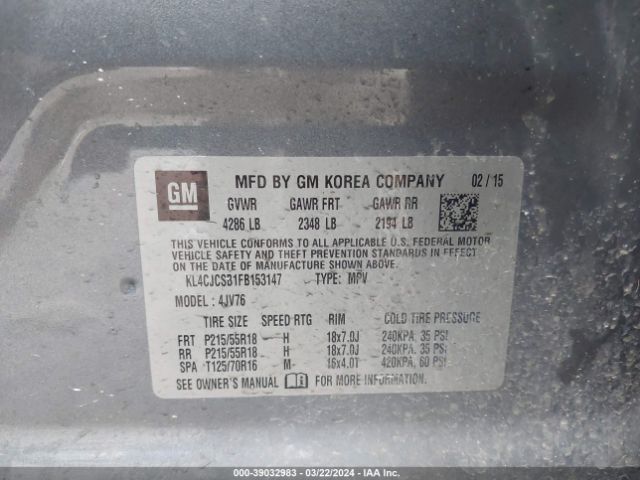 GM
MFD BY GM KOREA COMPANY 02 / 15
GVWR GAWR FRT GAWR RR
4286 LB 2348 LB 2194 LB
THIS VEHICLE CONFORMS TO ALL APPLICABLE U.S. FEDERAL MOTOR
VEHICLE SAFETY AND THEFT PREVENTION STANDARDS IN EFFECT
ON THE DATE OF MANUFACTURE SHOWN ABOVE.
KL4CJCS31FB153147 TYPE: MPV
MODEL : 4JV76
TIRE SIZE SPEED RTG RIM COLD TIRE PRESSURE
FRT P215/55R18 H 18x7.0J 240KPA, 35 PSI
RR P215/55R18 H 18x7.0J 240KPA, 35 PSI
SPA T125/70R16 M 16x4.0T 420KPA, 60 PSI
SEE OWNER'S MANUAL FOR MORE INFORMATION.
000-39032983 - 03/22/2024 - IAA Inc.